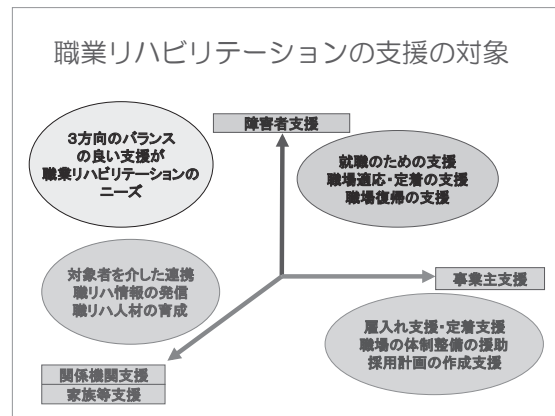 職業リハビリテーションの支援の対象
3方向のバランス
の良い支援が
職業リハビリテーションの
ニーズ
障害者支援
就職のための支援
職場適応・定着の支援
職場復帰の支援
対象者を介した連携
職リハ情報の発信
職リハ人材の育成
事業主支援
雇入れ支援・定着支援
職場の体制整備の援助
採用計画の作成支援
関係機関支援
家族等支援